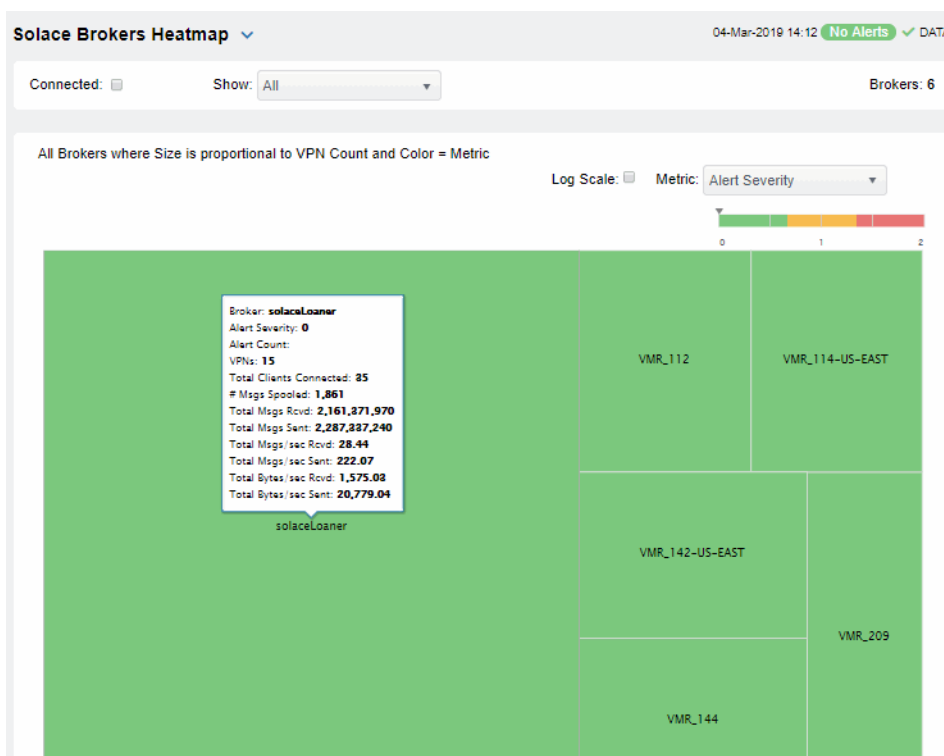 Solace Brokers Heatmap
04-Mar-2019 14:12 No Alerts DATA
Connected: Show: All Brokers: 6
All Brokers where Size is proportional to VPN Count and Color = Metric
Log Scale: Metric: Alert Severity
0 1 2
Broker: solaceLoaner
Alert Severity: 0
Alert Count:
VPNs: 15
Total Clients Connected: 35
# Msgs Spooled: 1,861
Total Msgs Rcvd: 2,161,371,970
Total Msgs Sent: 2,287,337,240
Total Msgs/sec Rcvd: 28.44
Total Msgs/sec Sent: 222.07
Total Bytes/sec Rcvd: 1,575.03
Total Bytes/sec Sent: 20,779.04
solaceLoaner
VMR_112
VMR_114-US-EAST
VMR_142-US-EAST
VMR_209
VMR_144